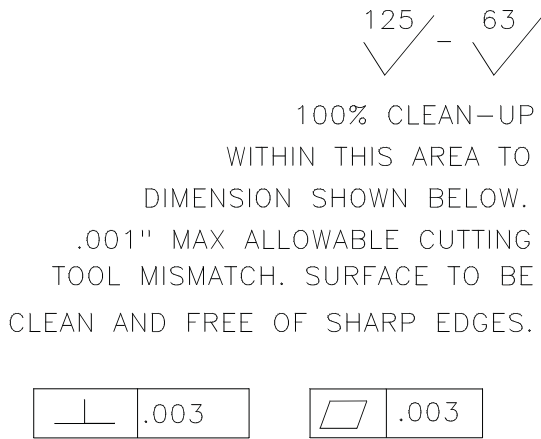 125 - 63
100% CLEAN-UP
WITHIN THIS AREA TO
DIMENSION SHOWN BELOW.
.001" MAX ALLOWABLE CUTTING
TOOL MISMATCH. SURFACE TO BE
CLEAN AND FREE OF SHARP EDGES.
⟂ .003 ⏥ .003